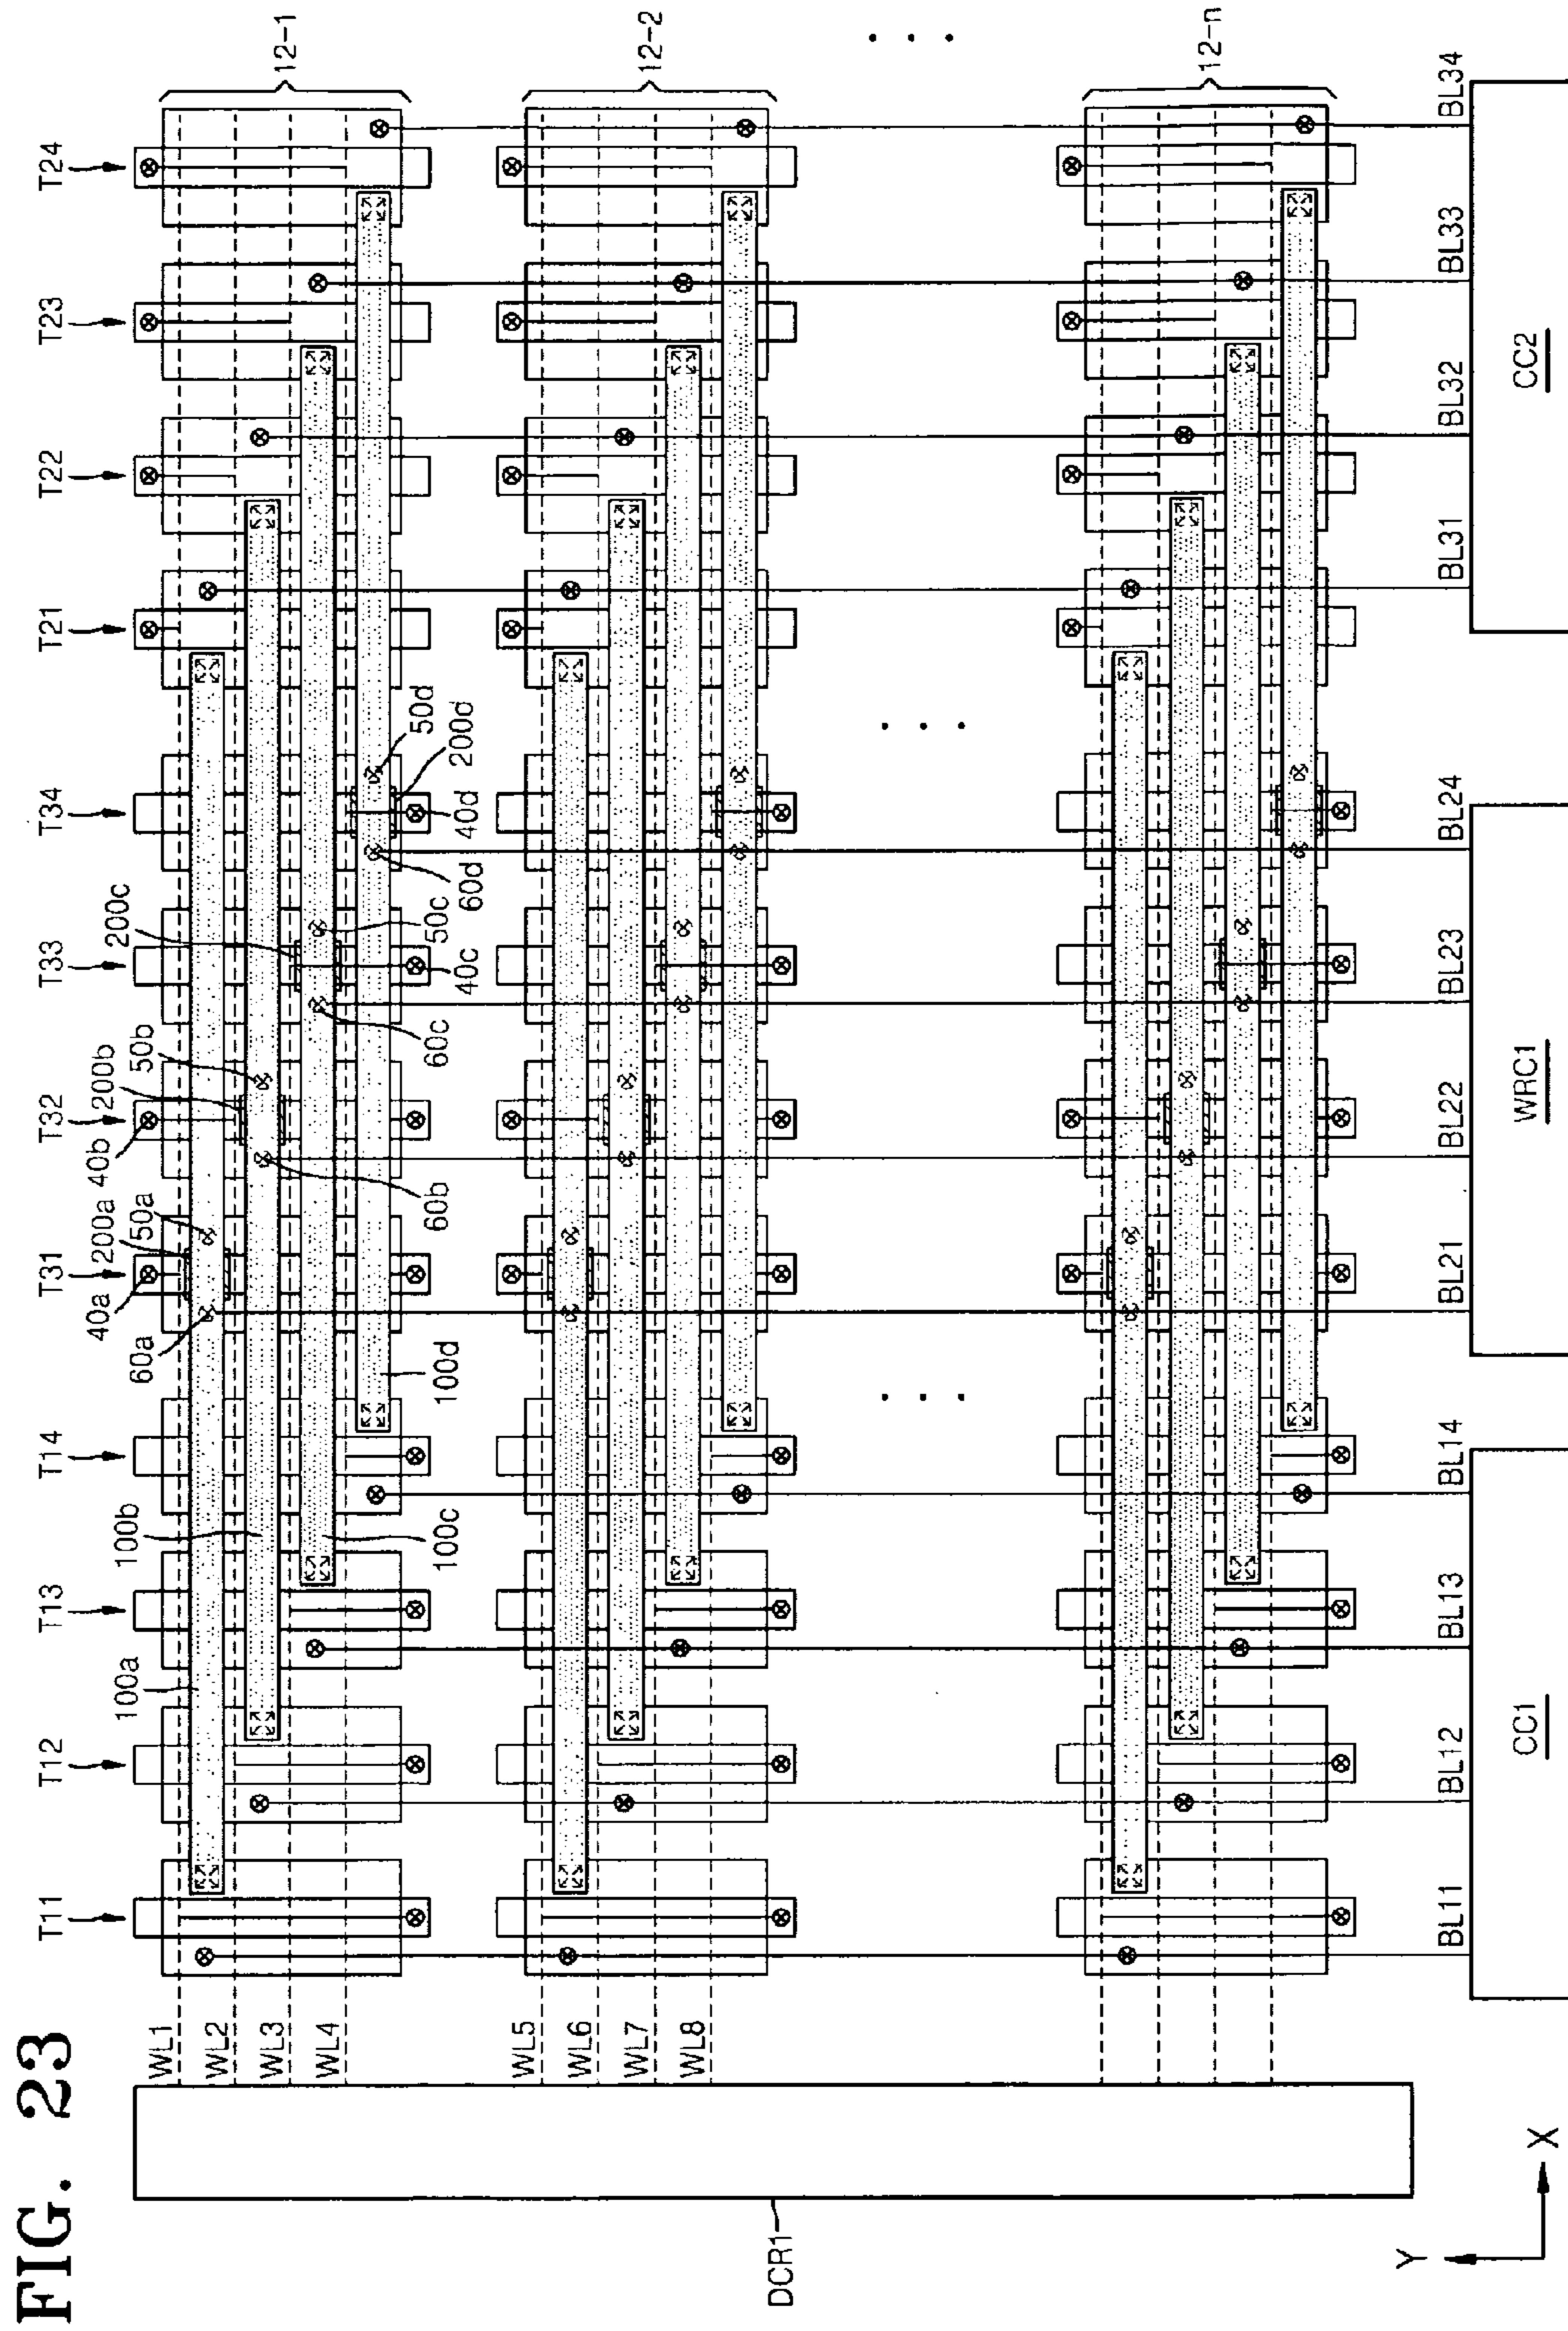 FIG. 23
T11 T12 T13 T14 T31 T32 T33 T34 T21 T22 T23 T24
40a 200a 50a 40b 200b 50b 200c
100a 100b 60a
WL1
WL2
WL3
WL4
12-1
100c 100d 60b 60c 40c 50c 60d 40d 200d 50d
WL5
WL6
WL7
WL8
12-2
. . . . . . . . .
12-n
DCR1
BL11 BL12 BL13 BL14 BL21 BL22 BL23 BL24 BL31 BL32 BL33 BL34
CC1 WRC1 CC2
Y
X